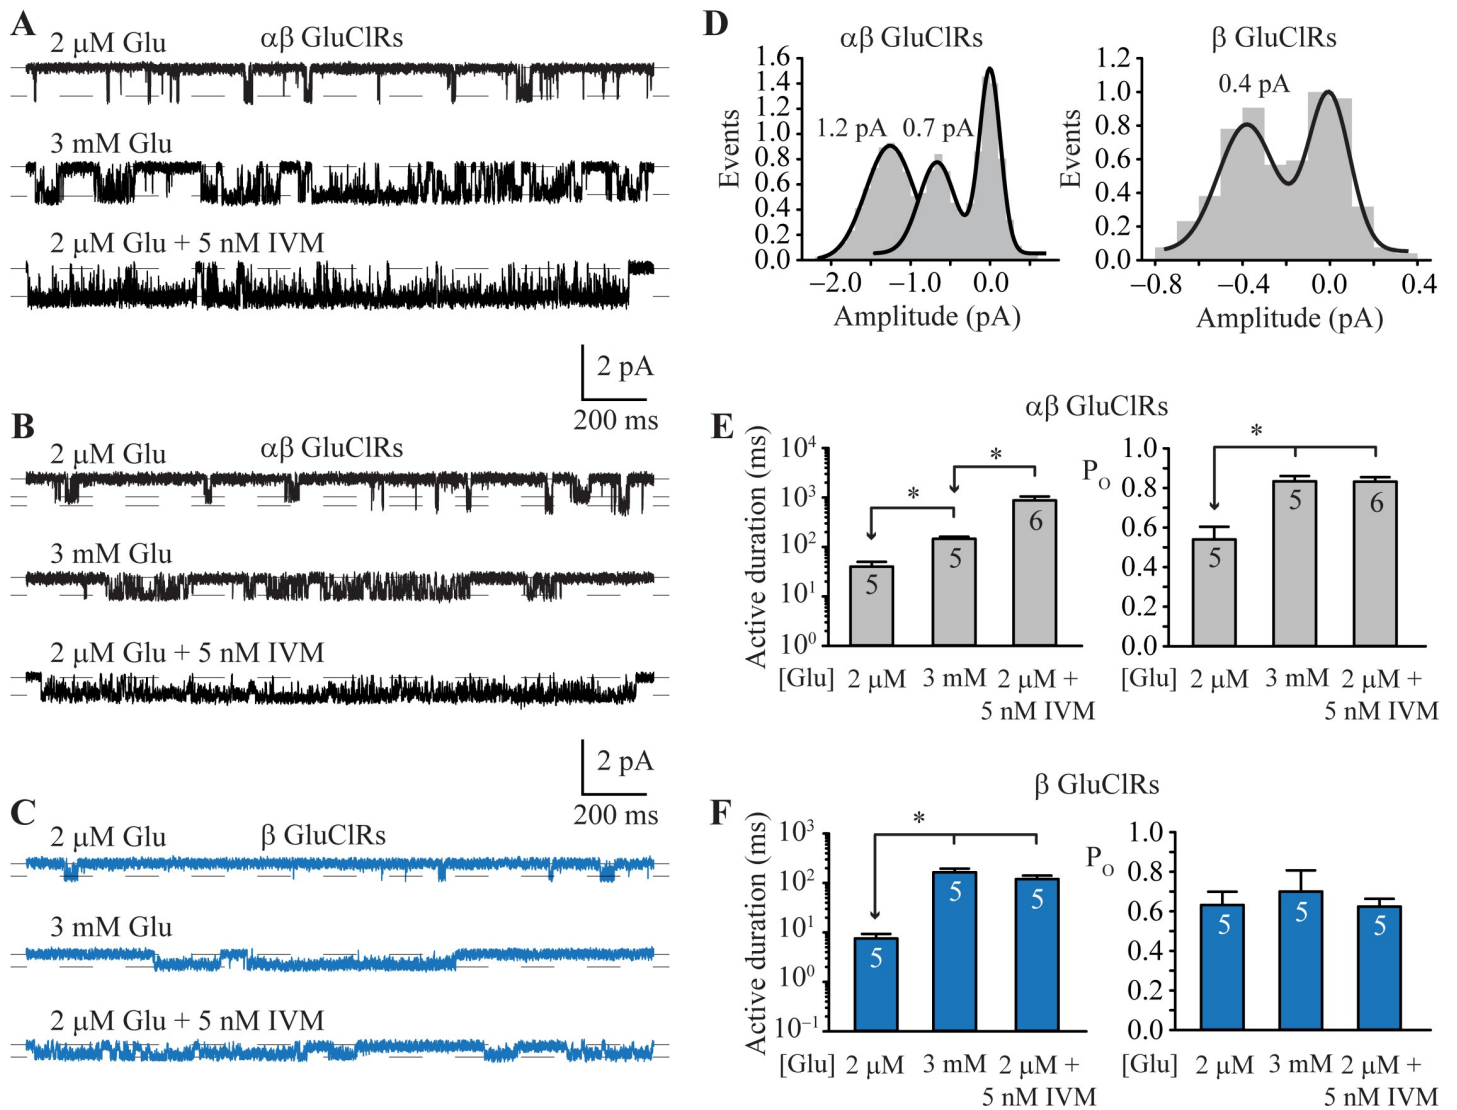 A
2 μM Glu
αβ GluClRs
3 mM Glu
2 μM Glu + 5 nM IVM
2 pA
200 ms
B
2 μM Glu
αβ GluClRs
3 mM Glu
2 μM Glu + 5 nM IVM
2 pA
200 ms
C
2 μM Glu
β GluClRs
3 mM Glu
2 μM Glu + 5 nM IVM
D
αβ GluClRs
Events
1.6
1.4
1.2
1.0
0.8
0.6
0.4
0.2
0.0
1.2 pA
0.7 pA
−2.0
−1.0
0.0
Amplitude (pA)
β GluClRs
Events
1.2
1.0
0.8
0.6
0.4
0.2
0.0
0.4 pA
−0.8
−0.4
0.0
0.4
Amplitude (pA)
E
αβ GluClRs
Active duration (ms)
10⁴
10³
10²
10¹
10⁰
*
*
5
5
6
[Glu]
2 μM
3 mM
2 μM +
5 nM IVM
P_O
1.0
0.8
0.6
0.4
0.2
0.0
*
5
5
6
[Glu]
2 μM
3 mM
2 μM +
5 nM IVM
F
β GluClRs
Active duration (ms)
10³
10²
10¹
10⁰
10⁻¹
*
5
5
5
[Glu]
2 μM
3 mM
2 μM +
5 nM IVM
P_O
1.0
0.8
0.6
0.4
0.2
0.0
5
5
5
[Glu]
2 μM
3 mM
2 μM +
5 nM IVM